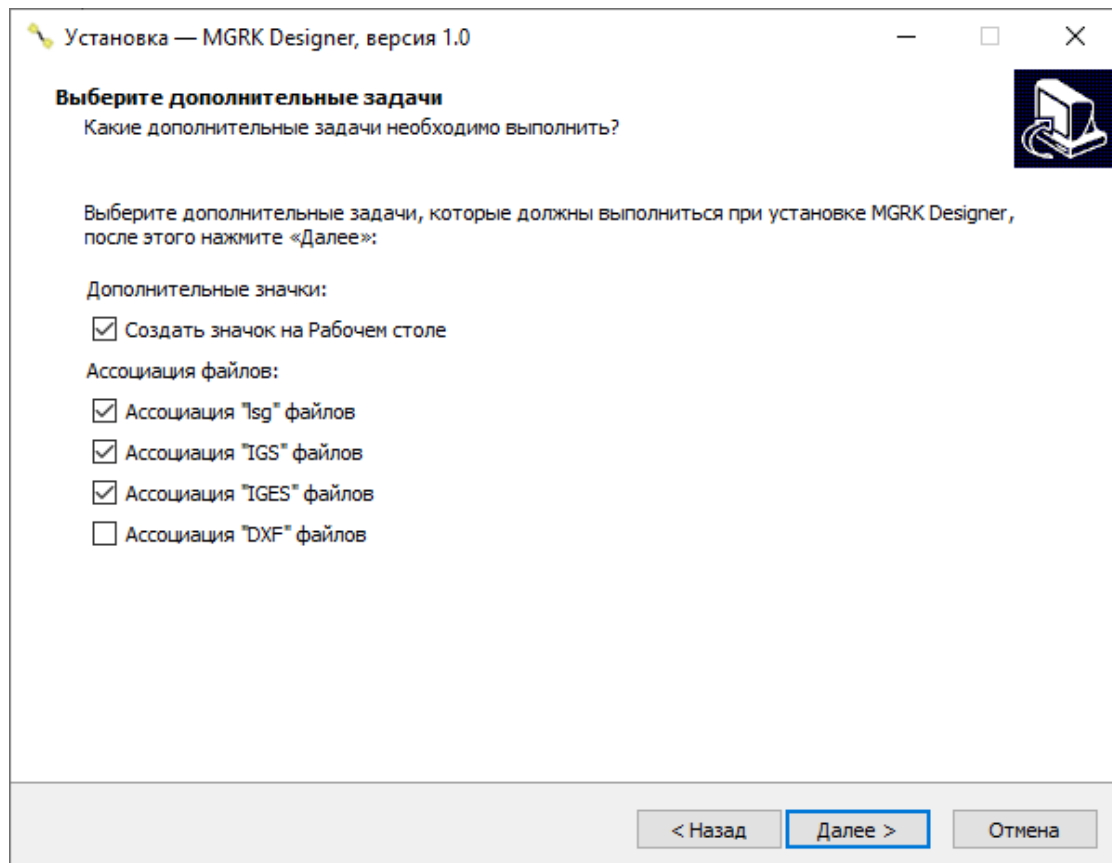 Установка — MGRK Designer, версия 1.0
Выберите дополнительные задачи
Какие дополнительные задачи необходимо выполнить?
Выберите дополнительные задачи, которые должны выполниться при установке MGRK Designer,
после этого нажмите «Далее»:
Дополнительные значки:
Создать значок на Рабочем столе
Ассоциация файлов:
Ассоциация "lsg" файлов
Ассоциация "IGS" файлов
Ассоциация "IGES" файлов
Ассоциация "DXF" файлов
< Назад
Далее >
Отмена